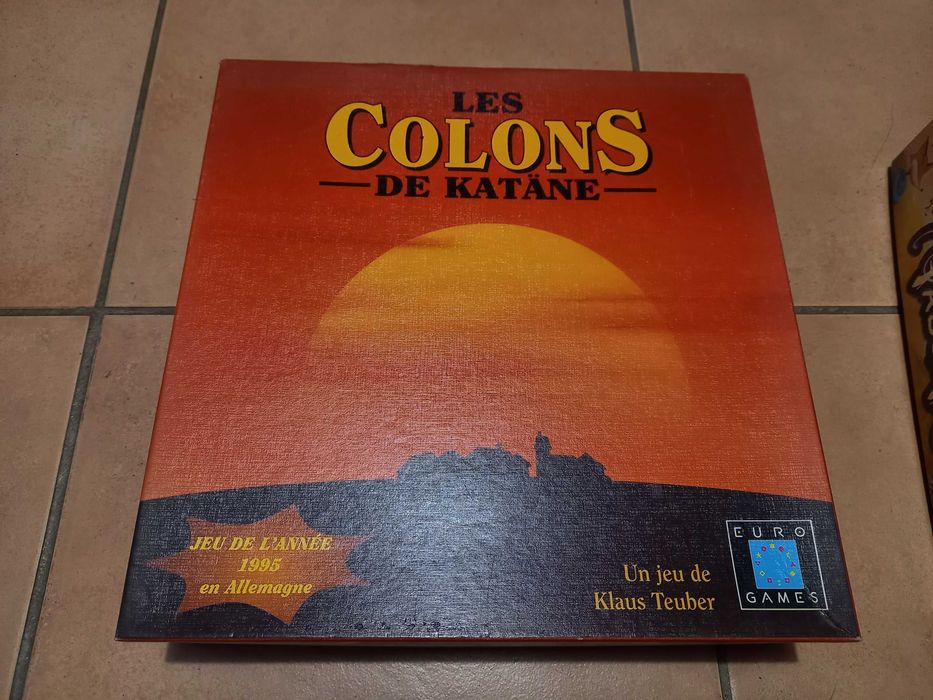 LES
COLONS
DE KATÄNE
JEU DE L'ANNÉE
1995
en Allemagne
Un jeu de
Klaus Teuber
EURO
GAMES